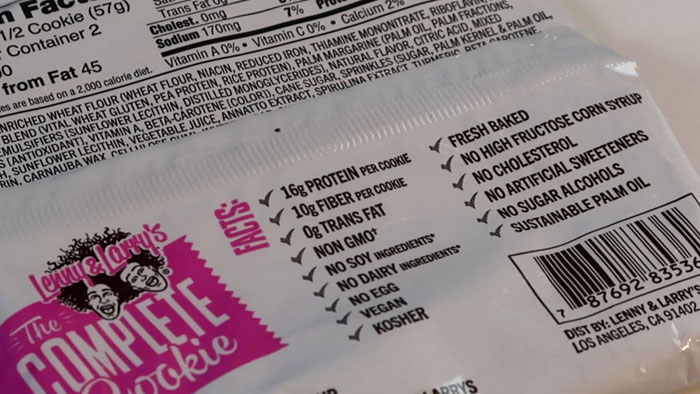 n Fac
1/2 Cookie (57g)
Container 2
from Fat 45
es are based on a 2,000 calorie diet.
Trans Fat 0g
Cholest. 0mg
7%
Sodium 170mg
Vitamin A 0% • Vitamin C 0% • Calcium 2%
NRICHED WHEAT FLOUR (WHEAT FLOUR, NIACIN, REDUCED IRON, THIAMINE MONONITRATE, RIBOFLAVIN
BLEND (VITAL WHEAT GLUTEN, PEA PROTEIN, RICE PROTEIN), PALM MARGARINE (PALM OIL, PALM FRACTIONS,
MULSIFIERS (SUNFLOWER LECITHIN, DISTILLED MONOGLYCERIDES), NATURAL FLAVOR, CITRIC ACID, MIXED
(ANTIOXIDANT), VITAMIN A, BETA-CAROTENE (COLOR), CANE SUGAR, SPRINKLES (SUGAR, PALM KERNEL & PALM OIL,
H, SUNFLOWER LECITHIN, VEGETABLE JUICE, ANNATTO EXTRACT, SPIRULINA EXTRACT, TURMERIC, BETA CAROTENE
RIN, CARNAUBA WAX,
FACTS:
16g PROTEIN PER COOKIE
10g FIBER PER COOKIE
0g TRANS FAT
NON GMO†
NO SOY INGREDIENTS*
NO DAIRY INGREDIENTS*
NO EGG
VEGAN
KOSHER
FRESH BAKED
NO HIGH FRUCTOSE CORN SYRUP
NO CHOLESTEROL
NO ARTIFICIAL SWEETENERS
NO SUGAR ALCOHOLS
SUSTAINABLE PALM OIL
Lenny & Larry's
The
COMPLETE
Cookie
7 87692 83536
DIST BY: LENNY & LARRY'S
LOS ANGELES, CA 91402